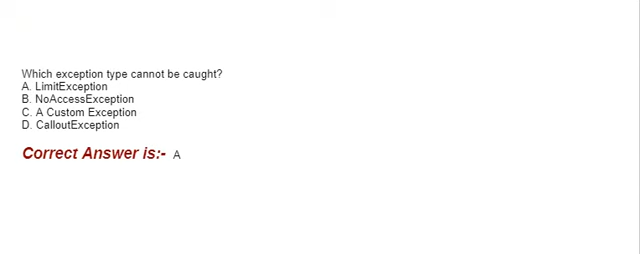 Which exception type cannot be caught?
A. LimitException
B. NoAccessException
C. A Custom Exception
D. CalloutException
Correct Answer is:- A